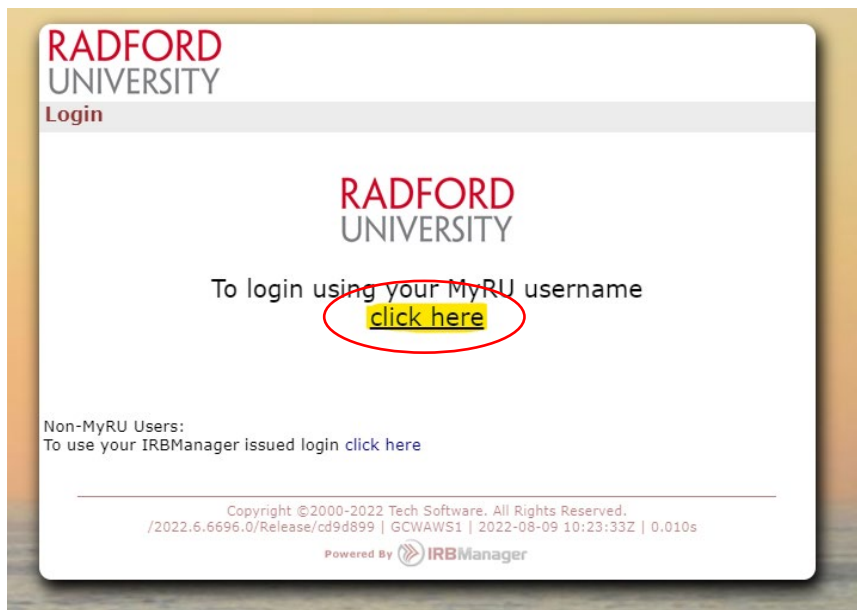 RADFORD
UNIVERSITY
Login
RADFORD
UNIVERSITY
To login using your MyRU username
click here
Non-MyRU Users:
To use your IRBManager issued login click here
Copyright ©2000-2022 Tech Software. All Rights Reserved.
/2022.6.6696.0/Release/cd9d899 | GCWAWS1 | 2022-08-09 10:23:33Z | 0.010s
Powered By IRBManager